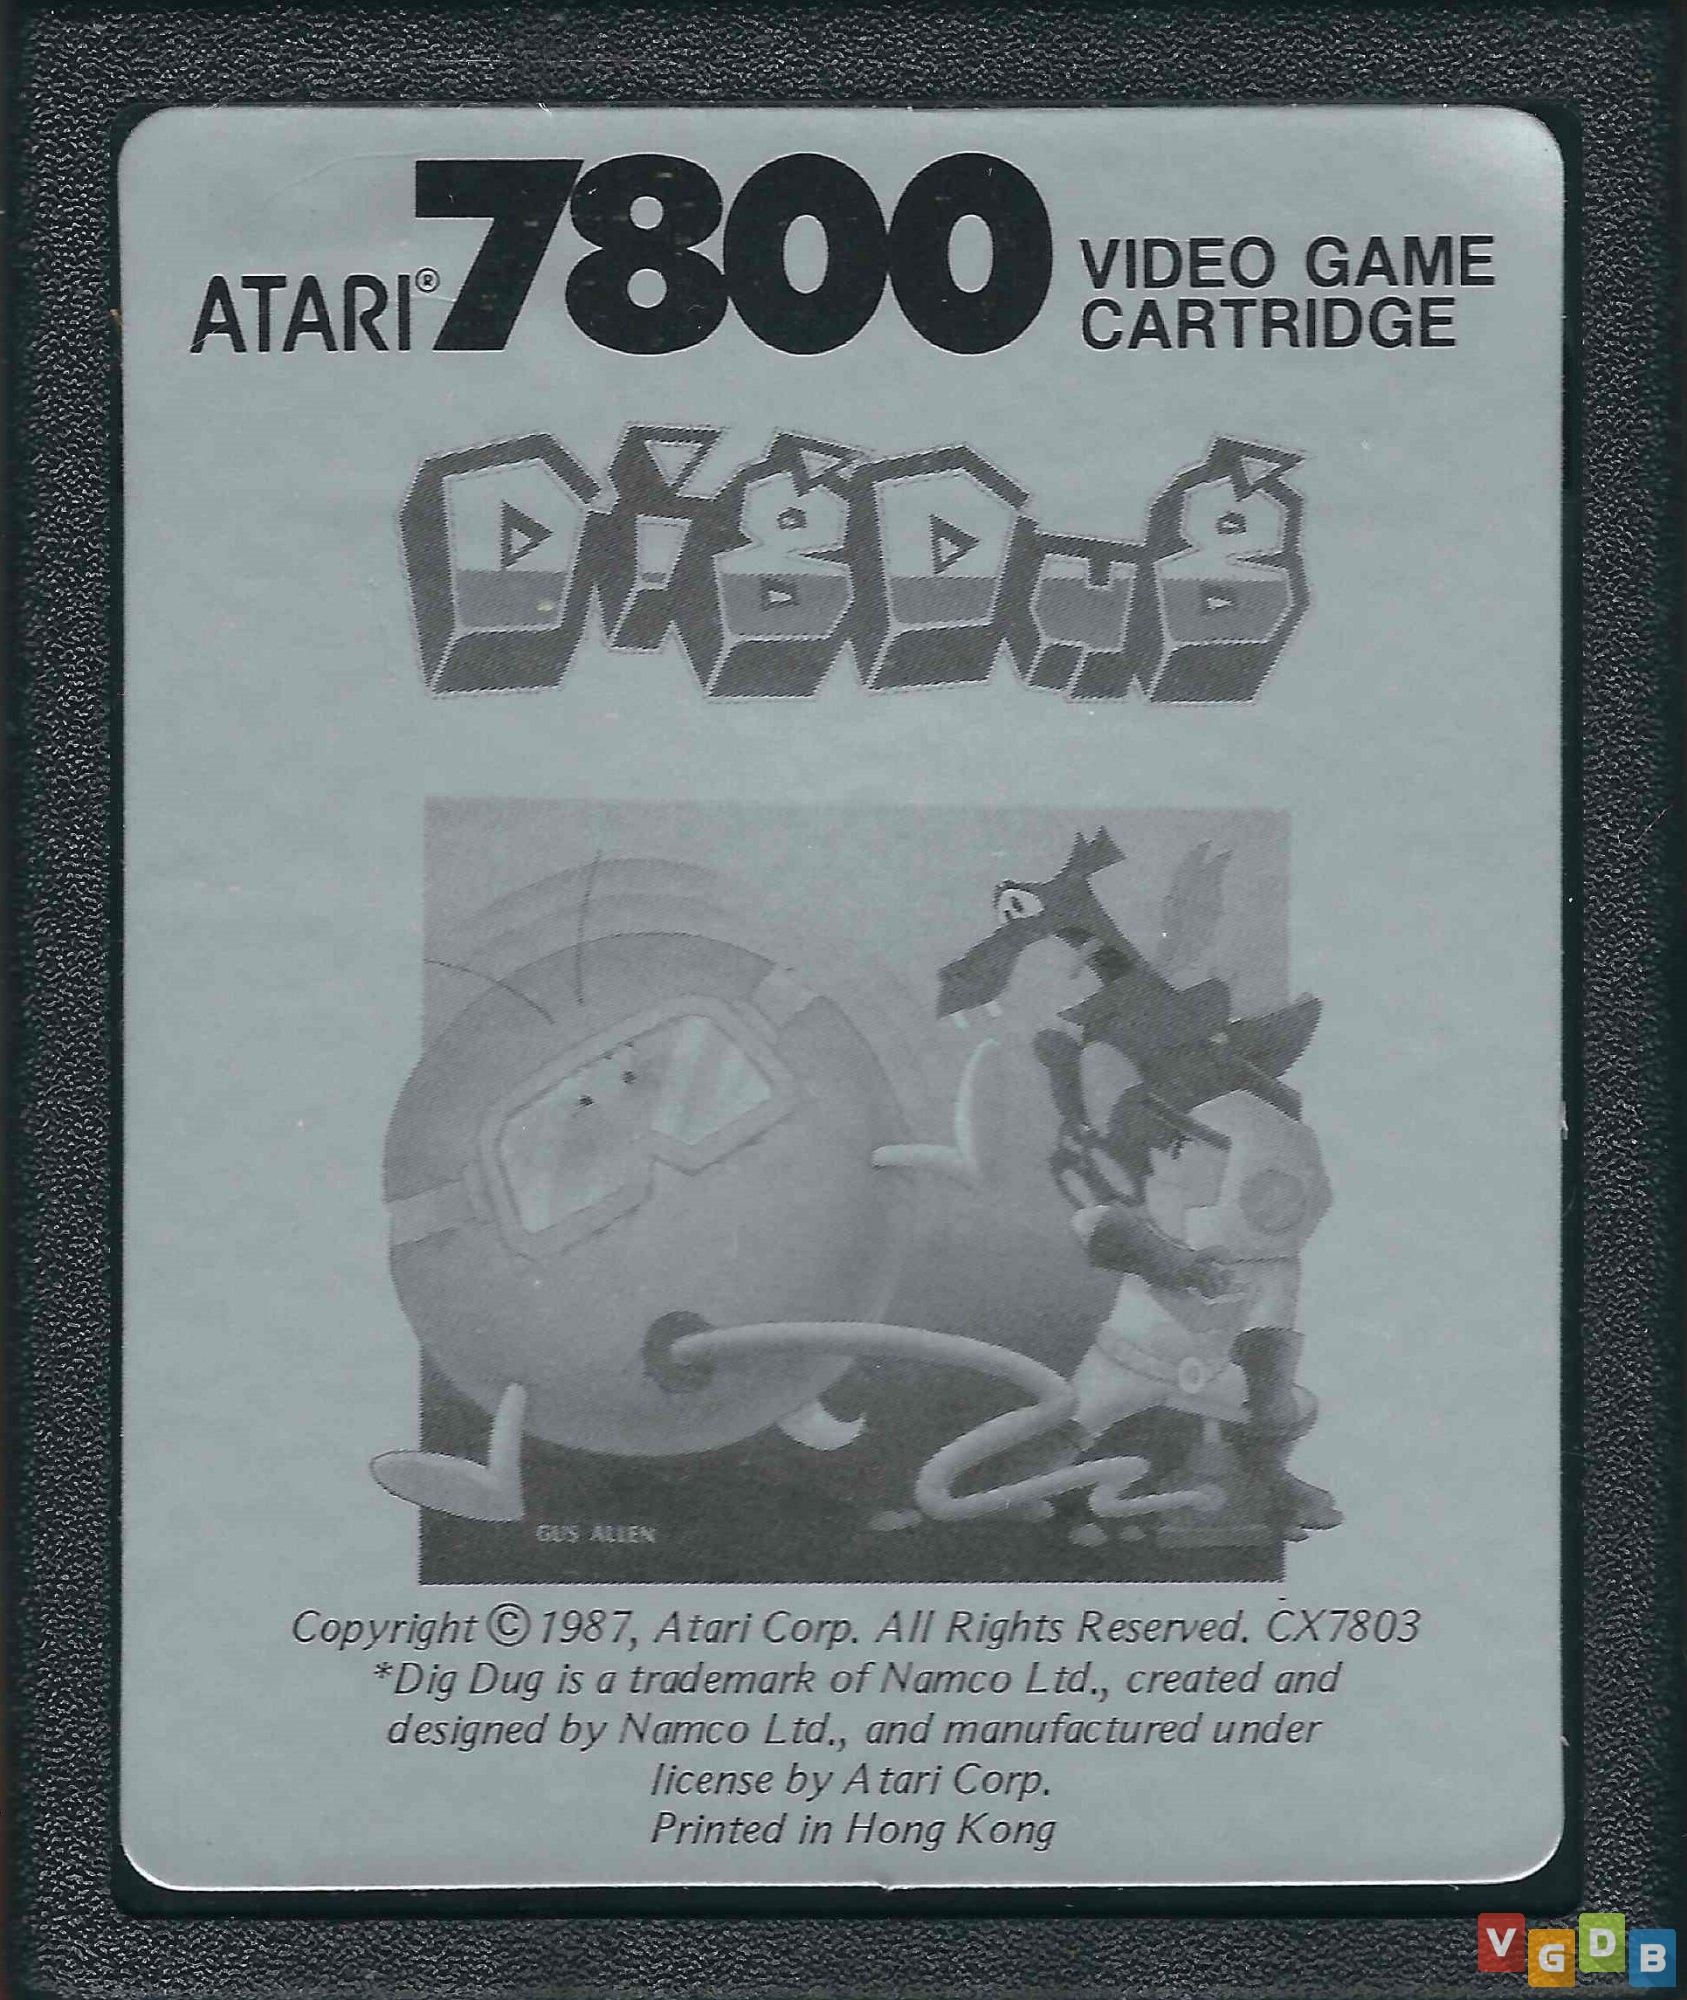 ATARI® 7800 VIDEO GAME
CARTRIDGE
DiGDuG
GUS ALLEN
Copyright © 1987, Atari Corp. All Rights Reserved. CX7803
*Dig Dug is a trademark of Namco Ltd., created and
designed by Namco Ltd., and manufactured under
license by Atari Corp.
Printed in Hong Kong
VGDB